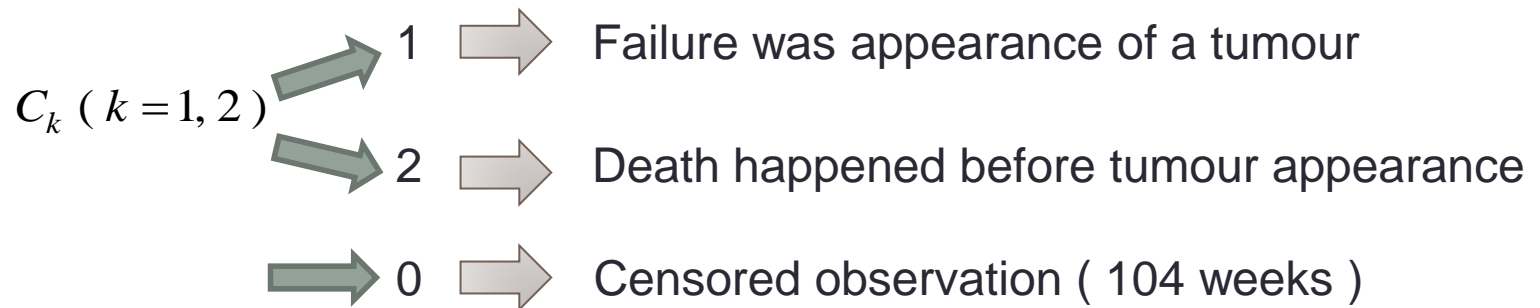 1 Failure was appearance of a tumour
C_k ( k = 1, 2 )
2 Death happened before tumour appearance
0 Censored observation ( 104 weeks )